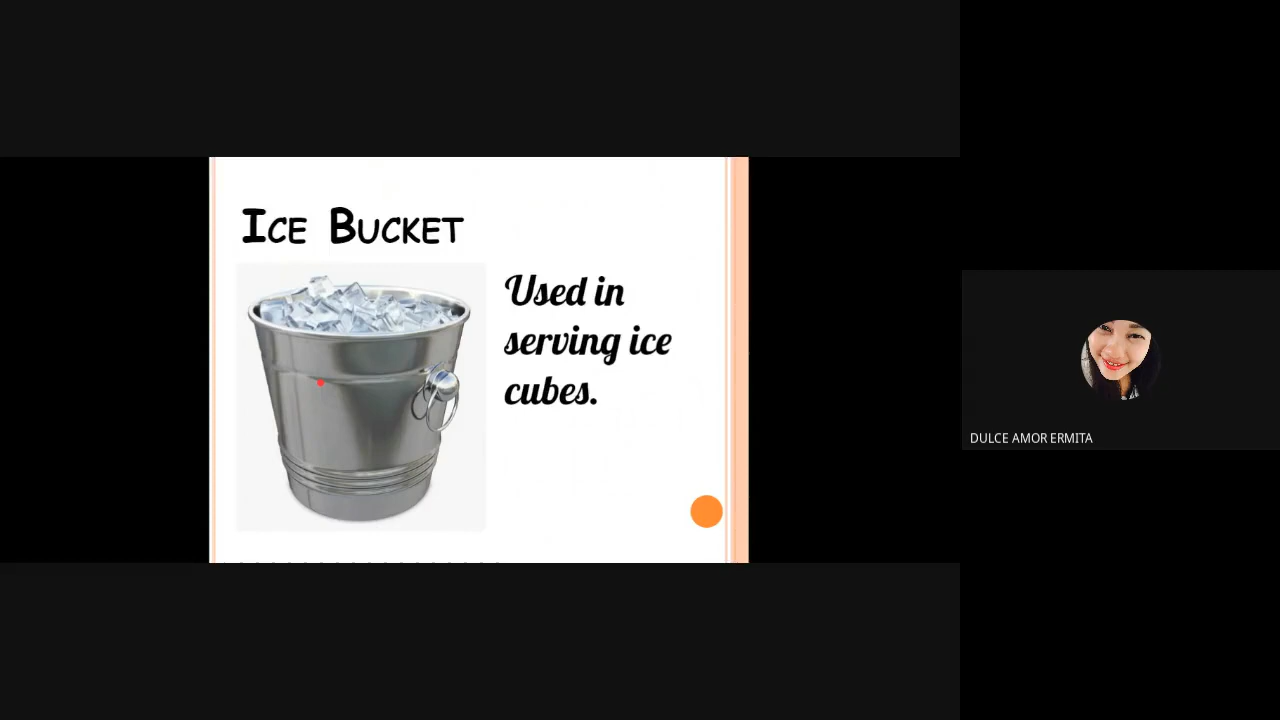 Ice Bucket
Used in
serving ice
cubes.
DULCE AMOR ERMITA